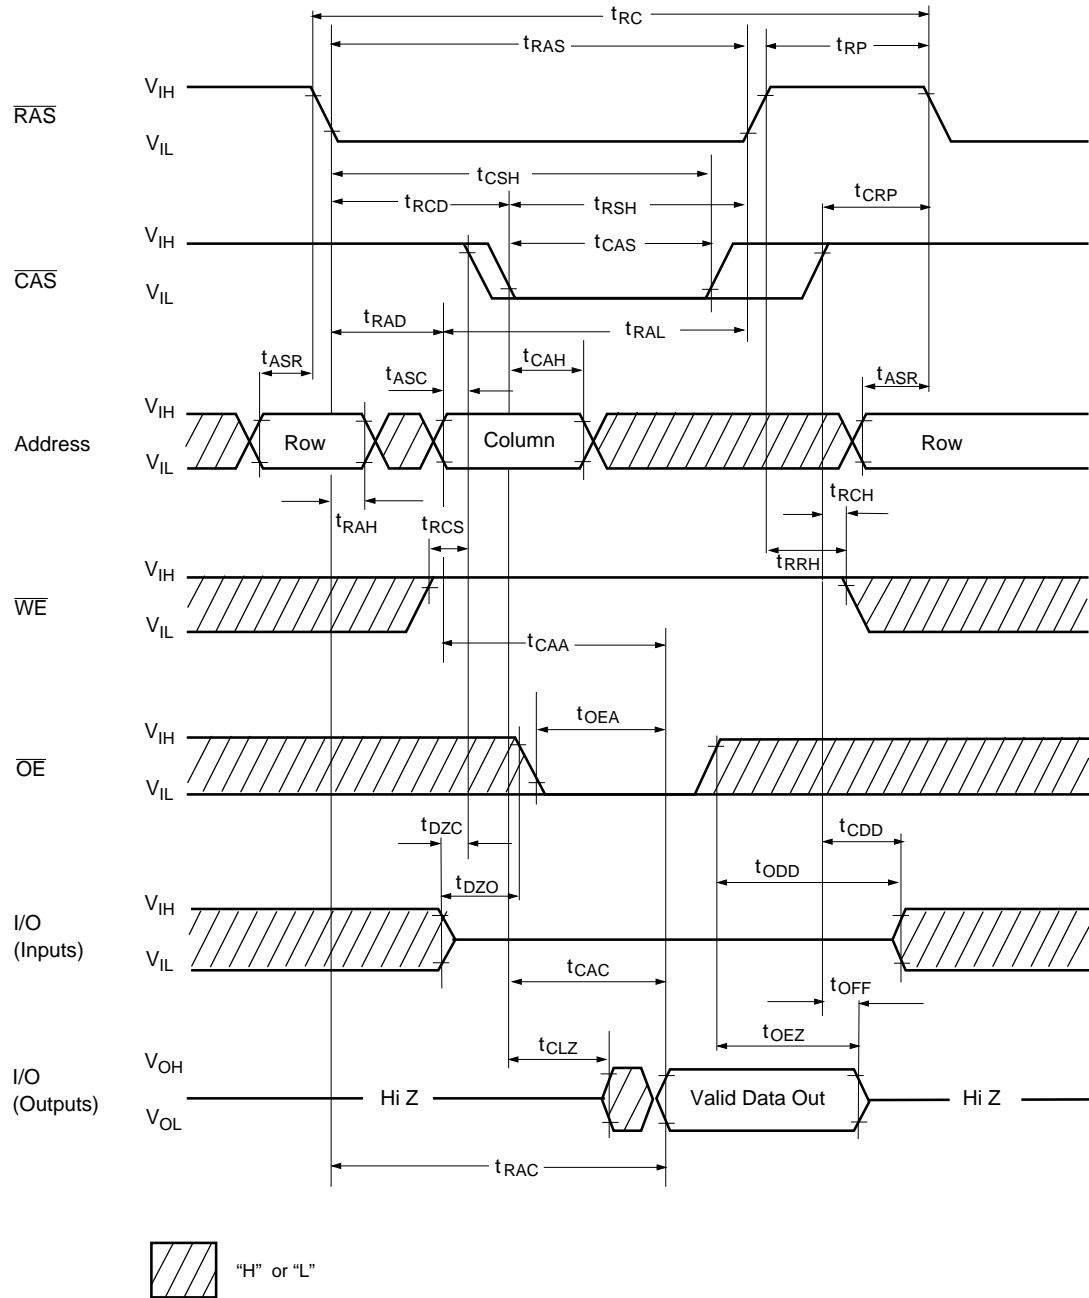 tRC
tRAS
tRP
VIH
RAS
VIL
tCSH
tRCD
tRSH
tCRP
VIH
tCAS
CAS
VIL
tRAD
tRAL
tASR
tASC
tCAH
tASR
VIH
Address
Row
Column
Row
VIL
tRAH
tRCS
tRCH
tRRH
VIH
WE
VIL
tCAA
tOEA
VIH
OE
VIL
tDZC
tCDD
tDZO
tODD
VIH
I/O
(Inputs)
VIL
tCAC
tOFF
tOEZ
tCLZ
VOH
I/O
(Outputs)
Hi Z
Valid Data Out
Hi Z
VOL
tRAC
“H” or “L”